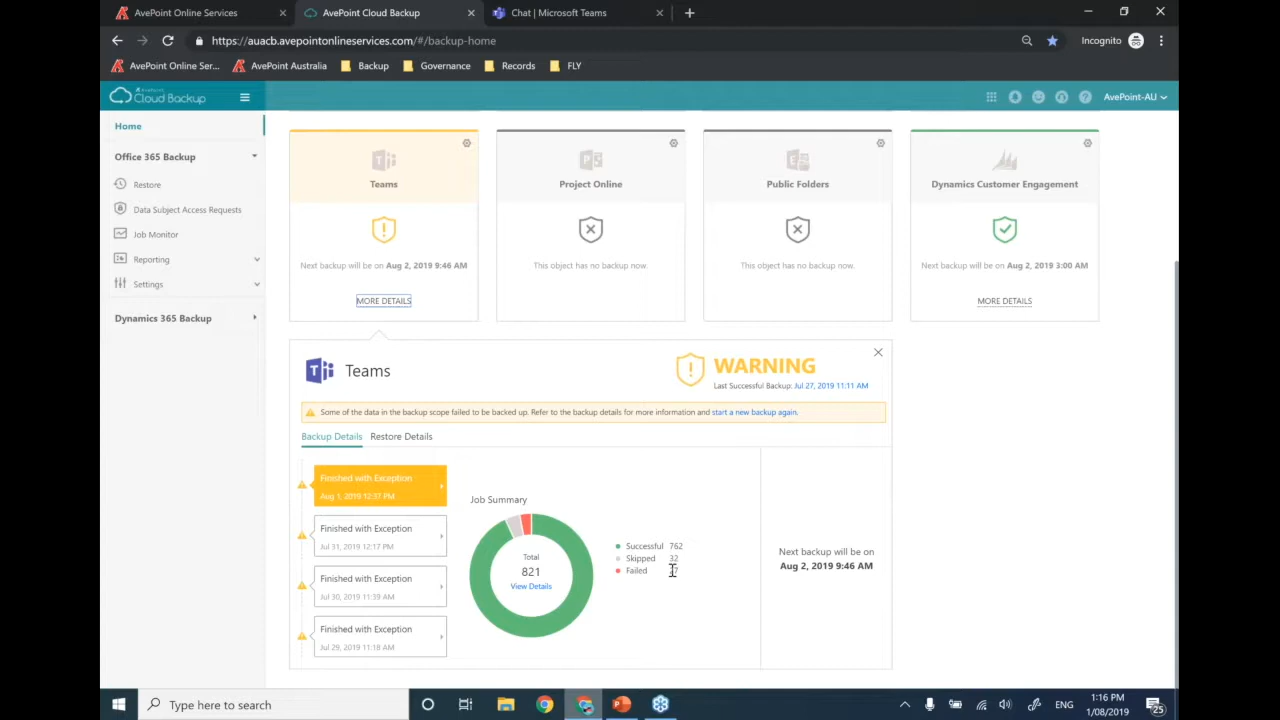 AvePoint Online Services
AvePoint Cloud Backup
Chat | Microsoft Teams
https://auacb.avepointonlineservices.com/#/backup-home
Incognito
AvePoint Online Ser...
AvePoint Australia
Backup
Governance
Records
FLY
AvePoint
Cloud Backup
AvePoint-AU
Home
Office 365 Backup
Restore
Data Subject Access Requests
Job Monitor
Reporting
Settings
Dynamics 365 Backup
Teams
Next backup will be on Aug 2, 2019 9:46 AM
MORE DETAILS
Project Online
This object has no backup now.
Public Folders
This object has no backup now.
Dynamics Customer Engagement
Next backup will be on Aug 2, 2019 3:00 AM
MORE DETAILS
Teams
WARNING
Last Successful Backup: Jul 27, 2019 11:11 AM
Some of the data in the backup scope failed to be backed up. Refer to the backup details for more information and start a new backup again.
Backup Details
Restore Details
Finished with Exception
Aug 1, 2019 12:37 PM
Finished with Exception
Jul 31, 2019 12:17 PM
Finished with Exception
Jul 30, 2019 11:39 AM
Finished with Exception
Jul 29, 2019 11:18 AM
Job Summary
Total
821
View Details
Successful 762
Skipped 32
Failed
Next backup will be on
Aug 2, 2019 9:46 AM
Type here to search
ENG
1:16 PM
1/08/2019
25